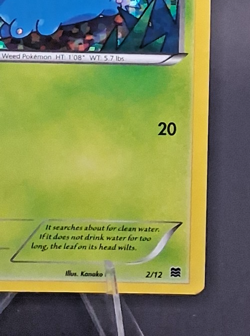 Weed Pokémon. HT: 1'08" WT: 5.7 lbs.
20
It searches about for clean water.
If it does not drink water for too
long, the leaf on its head wilts.
Illus. Kanako
2/12